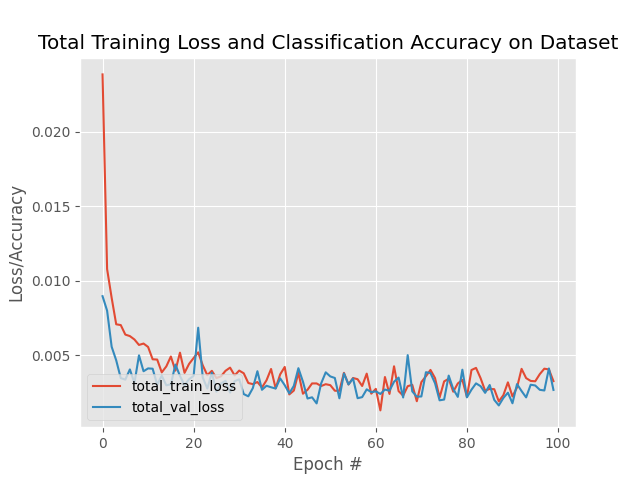 Total Training Loss and Classification Accuracy on Dataset
0.020
0.015
0.010
0.005
Loss/Accuracy
total_train_loss
total_val_loss
0 20 40 60 80 100
Epoch #